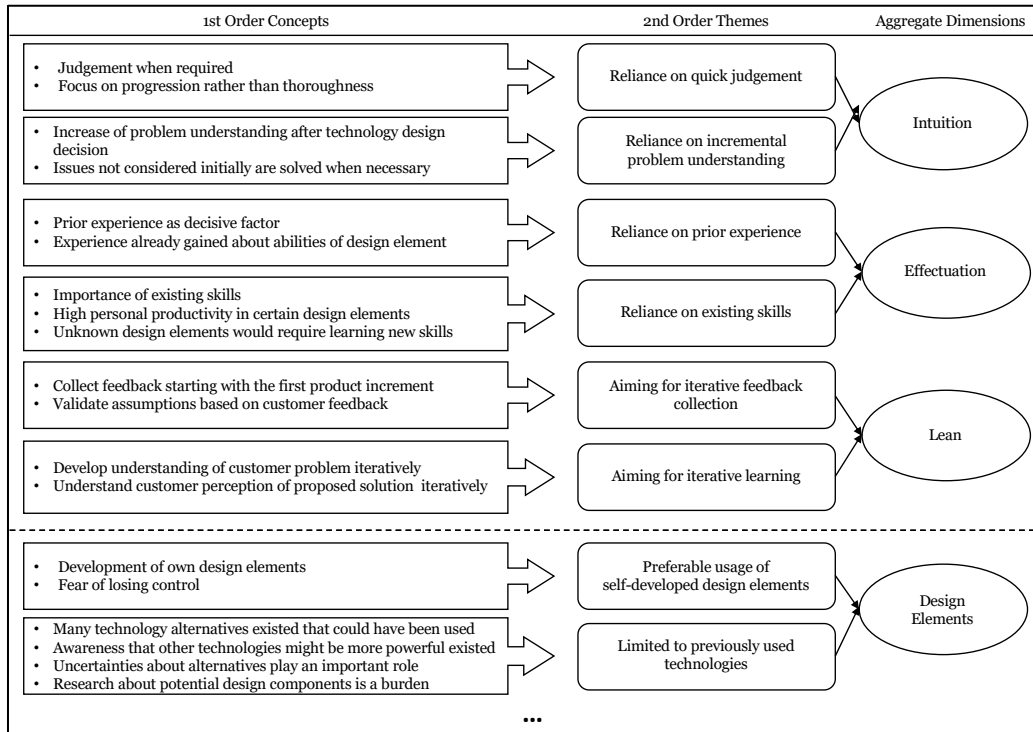 1st Order Concepts
2nd Order Themes
Aggregate Dimensions
• Judgement when required
• Focus on progression rather than thoroughness
Reliance on quick judgement
Intuition
• Increase of problem understanding after technology design
decision
• Issues not considered initially are solved when necessary
Reliance on incremental
problem understanding
• Prior experience as decisive factor
• Experience already gained about abilities of design element
Reliance on prior experience
Effectuation
• Importance of existing skills
• High personal productivity in certain design elements
• Unknown design elements would require learning new skills
Reliance on existing skills
• Collect feedback starting with the first product increment
• Validate assumptions based on customer feedback
Aiming for iterative feedback
collection
Lean
• Develop understanding of customer problem iteratively
• Understand customer perception of proposed solution iteratively
Aiming for iterative learning
• Development of own design elements
• Fear of losing control
Preferable usage of
self-developed design elements
Design
Elements
• Many technology alternatives existed that could have been used
• Awareness that other technologies might be more powerful existed
• Uncertainties about alternatives play an important role
• Research about potential design components is a burden
Limited to previously used
technologies
...